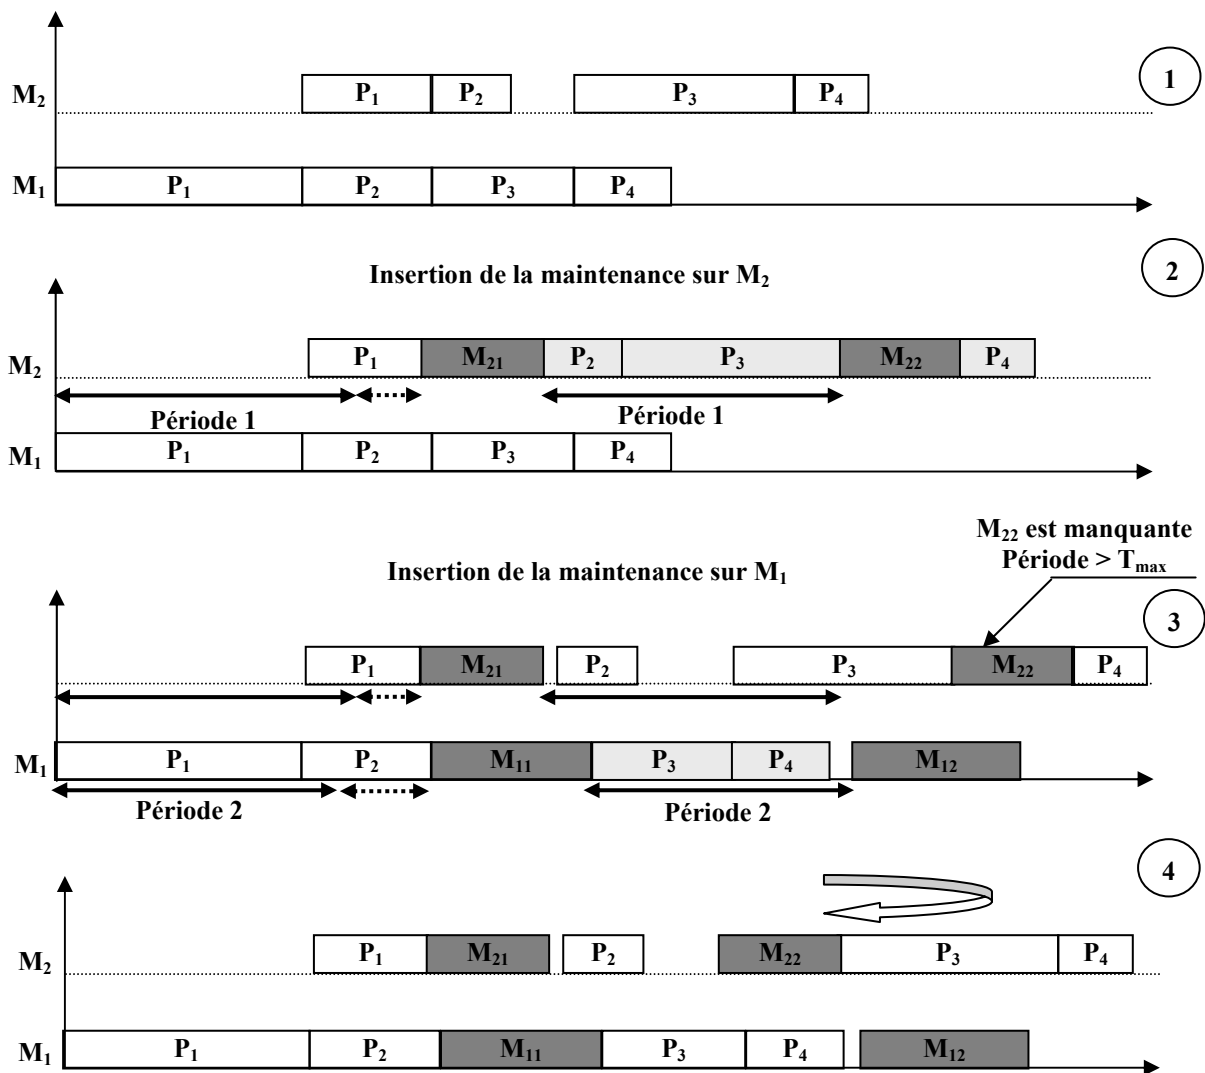 1
M₂ P₁ P₂ P₃ P₄
M₁ P₁ P₂ P₃ P₄
2
Insertion de la maintenance sur M₂
M₂ P₁ M₂₁ P₂ P₃ M₂₂ P₄
Période 1 Période 1
M₁ P₁ P₂ P₃ P₄
M₂₂ est manquante
Période > Tmax
Insertion de la maintenance sur M₁
3
P₁ M₂₁ P₂ P₃ M₂₂ P₄
M₁ P₁ P₂ M₁₁ P₃ P₄ M₁₂
Période 2 Période 2
4
M₂ P₁ M₂₁ P₂ M₂₂ P₃ P₄
M₁ P₁ P₂ M₁₁ P₃ P₄ M₁₂